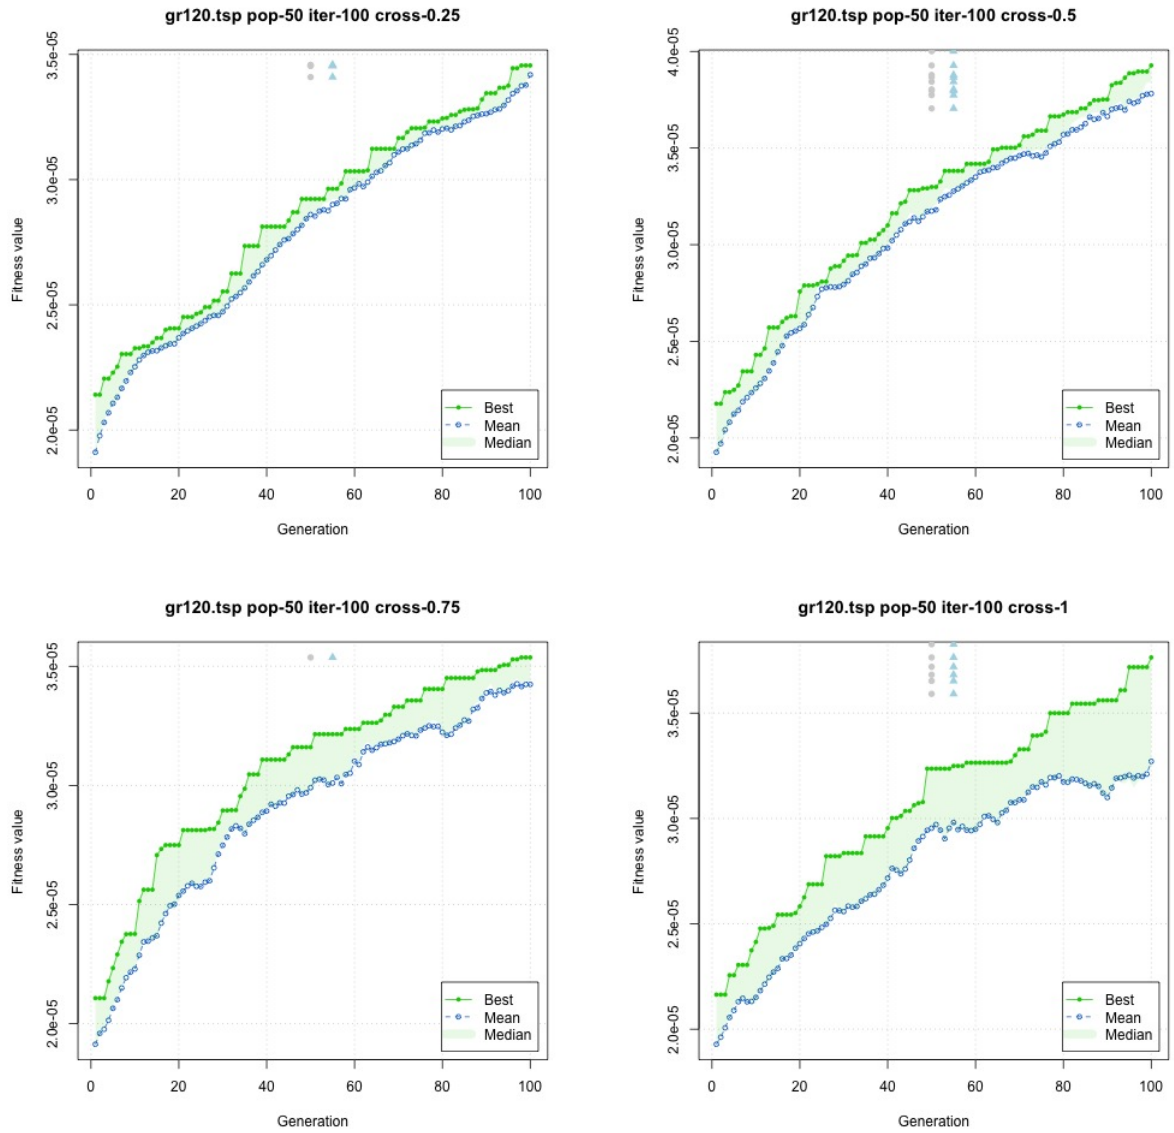 gr120.tsp pop-50 iter-100 cross-0.25
3.5e-05
3.0e-05
2.5e-05
2.0e-05
Fitness value
Best
Mean
Median
0 20 40 60 80 100
Generation
gr120.tsp pop-50 iter-100 cross-0.5
4.0e-05
3.5e-05
3.0e-05
2.5e-05
2.0e-05
Fitness value
Best
Mean
Median
0 20 40 60 80 100
Generation
gr120.tsp pop-50 iter-100 cross-0.75
3.5e-05
3.0e-05
2.5e-05
2.0e-05
Fitness value
Best
Mean
Median
0 20 40 60 80 100
Generation
gr120.tsp pop-50 iter-100 cross-1
3.5e-05
3.0e-05
2.5e-05
2.0e-05
Fitness value
Best
Mean
Median
0 20 40 60 80 100
Generation